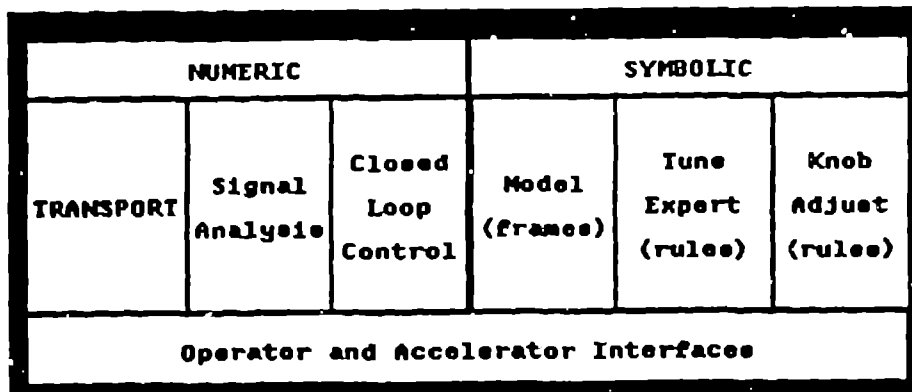 NUMERIC
SYMBOLIC
TRANSPORT
Signal
Analysis
Closed
Loop
Control
Model
(frames)
Tune
Expert
(rules)
Knob
Adjust
(rules)
Operator and Accelerator Interfaces